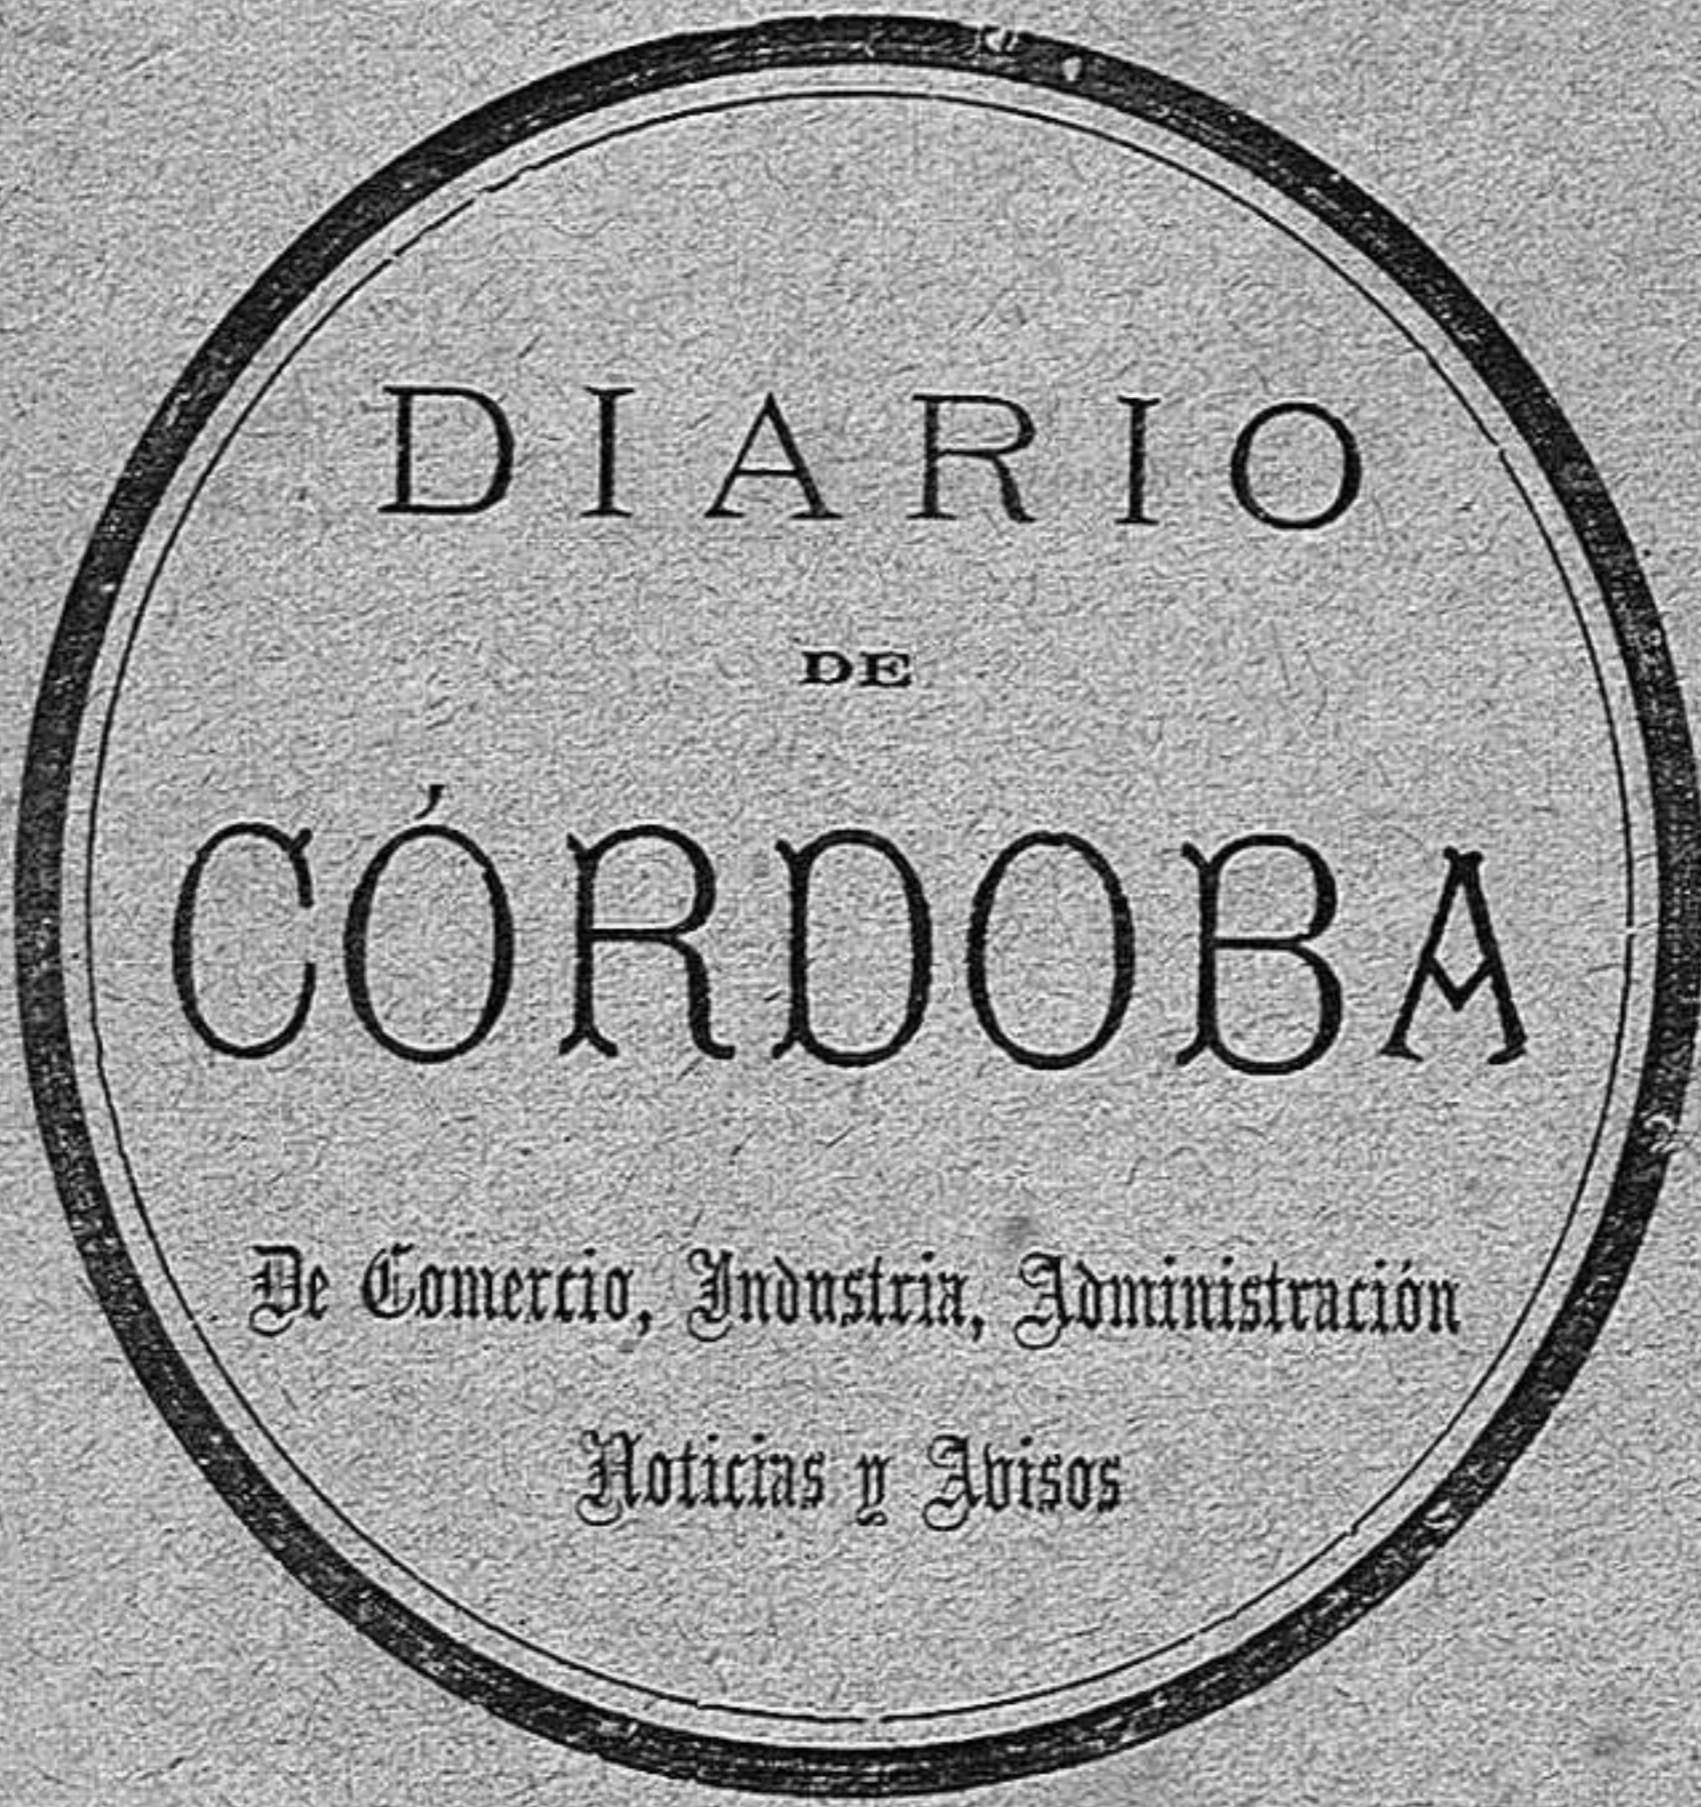 DIARIO
DE
CÓRDOBA
De Comercio, Industria, Administración
Noticias y Avisos